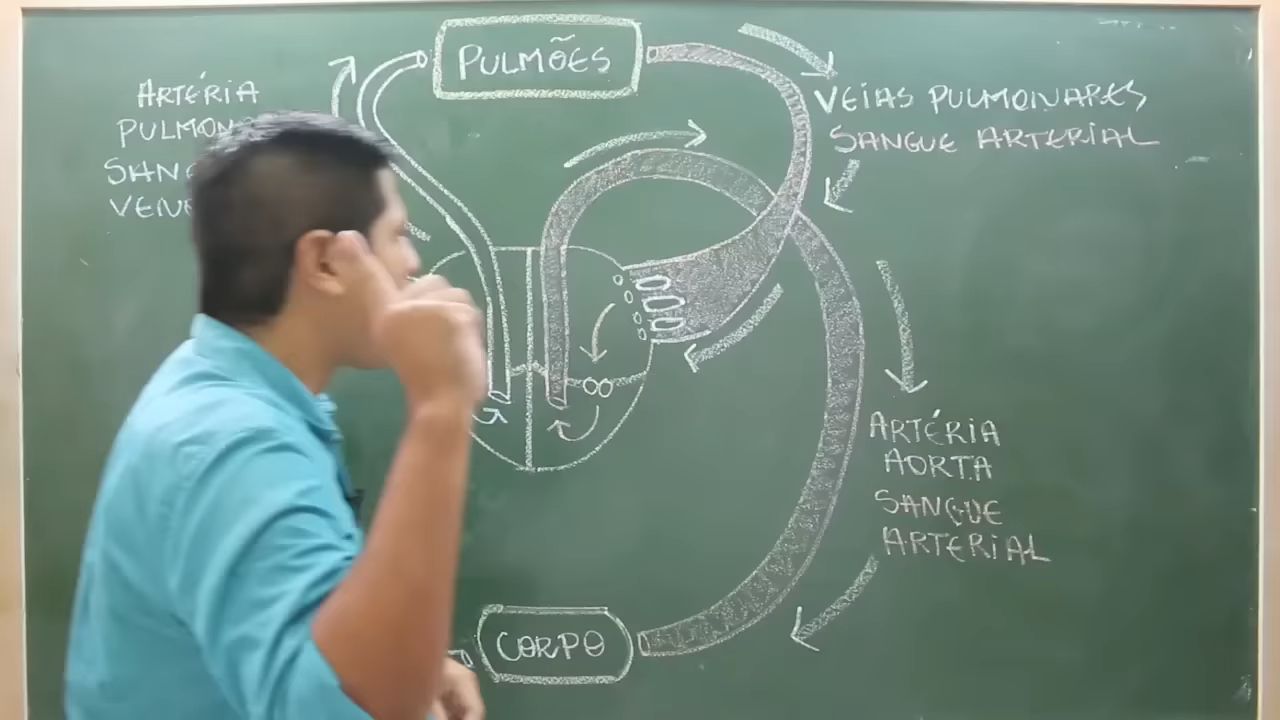 PULMÕES
ARTÉRIA
VEIAS PULMONARES
SANGUE ARTERIAL
ARTÉRIA
AORTA
SANGUE
ARTERIAL
CORPO